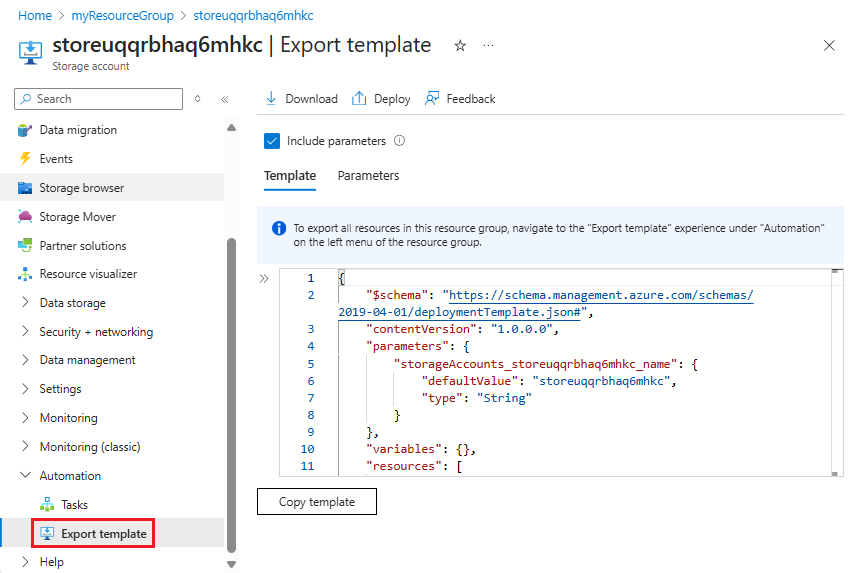 Home > myResourceGroup > storeuqqrbhaq6mhkc
storeuqqrbhaq6mhkc | Export template
Storage account
Search
Data migration
Events
Storage browser
Storage Mover
Partner solutions
Resource visualizer
Data storage
Security + networking
Data management
Settings
Monitoring
Monitoring (classic)
Automation
Tasks
Export template
Help
Download Deploy Feedback
Include parameters
Template Parameters
To export all resources in this resource group, navigate to the "Export template" experience under "Automation"
on the left menu of the resource group.
1 {
2 "$schema": "https://schema.management.azure.com/schemas/
2019-04-01/deploymentTemplate.json#",
3 "contentVersion": "1.0.0.0",
4 "parameters": {
5 "storageAccounts_storeuqqrbhaq6mhkc_name": {
6 "defaultValue": "storeuqqrbhaq6mhkc",
7 "type": "String"
8 }
9 },
10 "variables": {},
11 "resources": [
Copy template